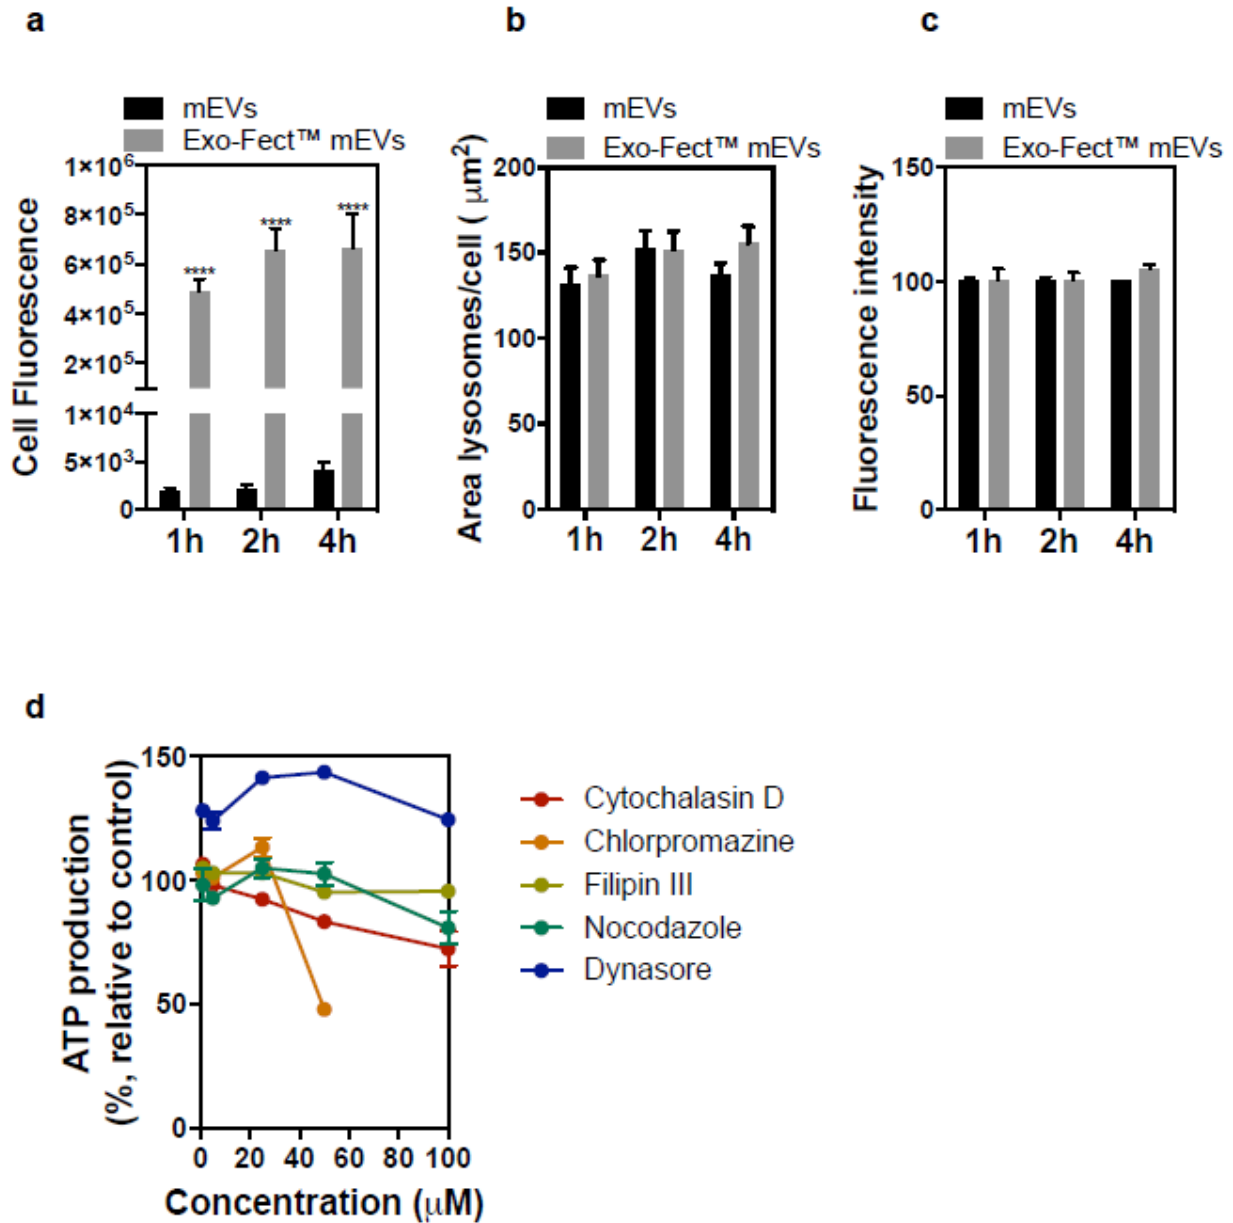 a
mEVs
Exo-Fect™ mEVs
Cell Fluorescence
1×10⁶
8×10⁵
6×10⁵
4×10⁵
2×10⁵
1×10⁴
5×10³
0
****
****
****
1h
2h
4h
b
mEVs
Exo-Fect™ mEVs
Area lysosomes/cell ( μm²)
200
150
100
50
0
1h
2h
4h
c
mEVs
Exo-Fect™ mEVs
Fluorescence intensity
150
100
50
0
1h
2h
4h
d
ATP production
(%, relative to control)
150
100
50
0
0 20 40 60 80 100
Concentration (μM)
Cytochalasin D
Chlorpromazine
Filipin III
Nocodazole
Dynasore